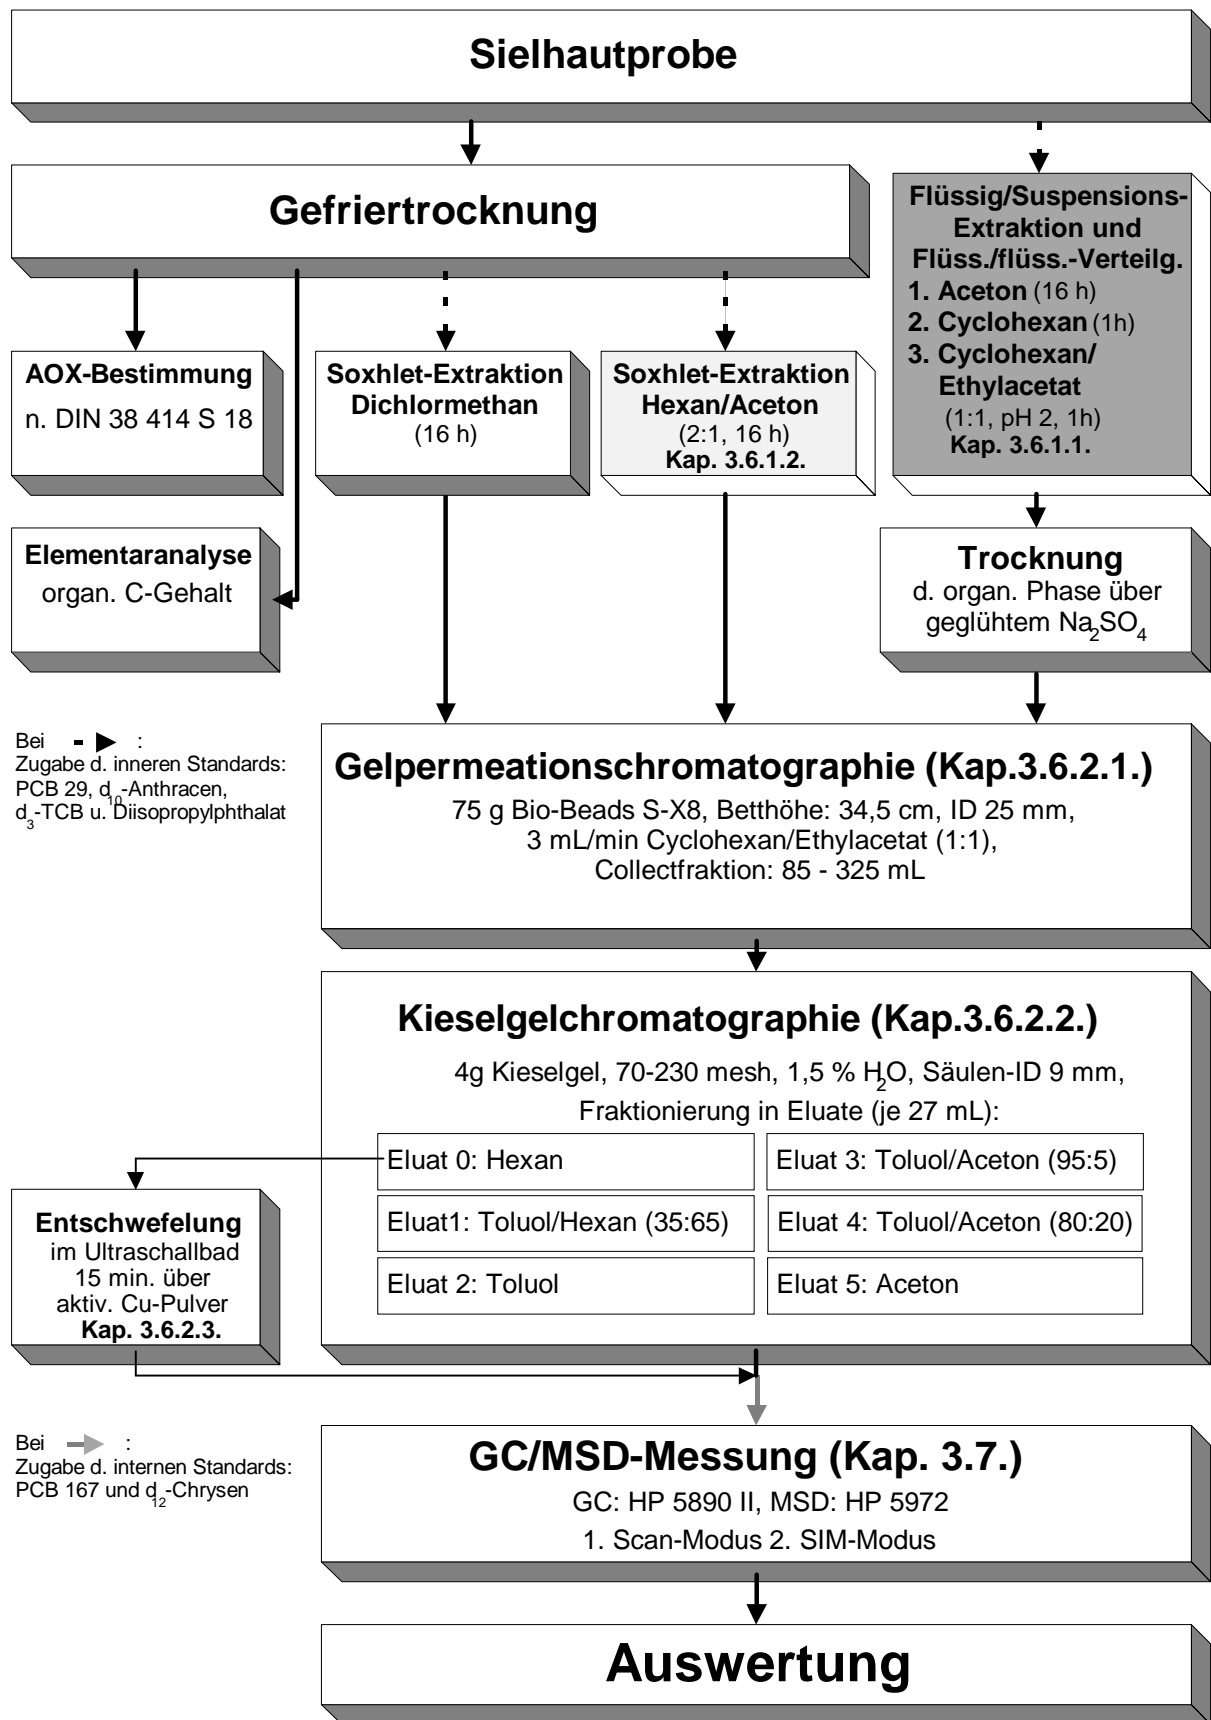 Sielhautprobe
Gefriertrocknung
Flüssig/Suspensions-
Extraktion und
Flüss./flüss.-Verteilg.
1. Aceton (16 h)
2. Cyclohexan (1h)
3. Cyclohexan/
Ethylacetat
(1:1, pH 2, 1h)
Kap. 3.6.1.1.
AOX-Bestimmung
n. DIN 38 414 S 18
Soxhlet-Extraktion
Dichlormethan
(16 h)
Soxhlet-Extraktion
Hexan/Aceton
(2:1, 16 h)
Kap. 3.6.1.2.
Elementaranalyse
organ. C-Gehalt
Trocknung
d. organ. Phase über
geglühtem Na2SO4
Bei :
Zugabe d. inneren Standards:
PCB 29, d10-Anthracen,
d3-TCB u. Diisopropylphthalat
Gelpermeationschromatographie (Kap.3.6.2.1.)
75 g Bio-Beads S-X8, Betthöhe: 34,5 cm, ID 25 mm,
3 mL/min Cyclohexan/Ethylacetat (1:1),
Collectfraktion: 85 - 325 mL
Kieselgelchromatographie (Kap.3.6.2.2.)
4g Kieselgel, 70-230 mesh, 1,5 % H2O, Säulen-ID 9 mm,
Fraktionierung in Eluate (je 27 mL):
Eluat 0: Hexan
Eluat 3: Toluol/Aceton (95:5)
Eluat1: Toluol/Hexan (35:65)
Eluat 4: Toluol/Aceton (80:20)
Eluat 2: Toluol
Eluat 5: Aceton
Entschwefelung
im Ultraschallbad
15 min. über
aktiv. Cu-Pulver
Kap. 3.6.2.3.
Bei :
Zugabe d. internen Standards:
PCB 167 und d12-Chrysen
GC/MSD-Messung (Kap. 3.7.)
GC: HP 5890 II, MSD: HP 5972
1. Scan-Modus 2. SIM-Modus
Auswertung